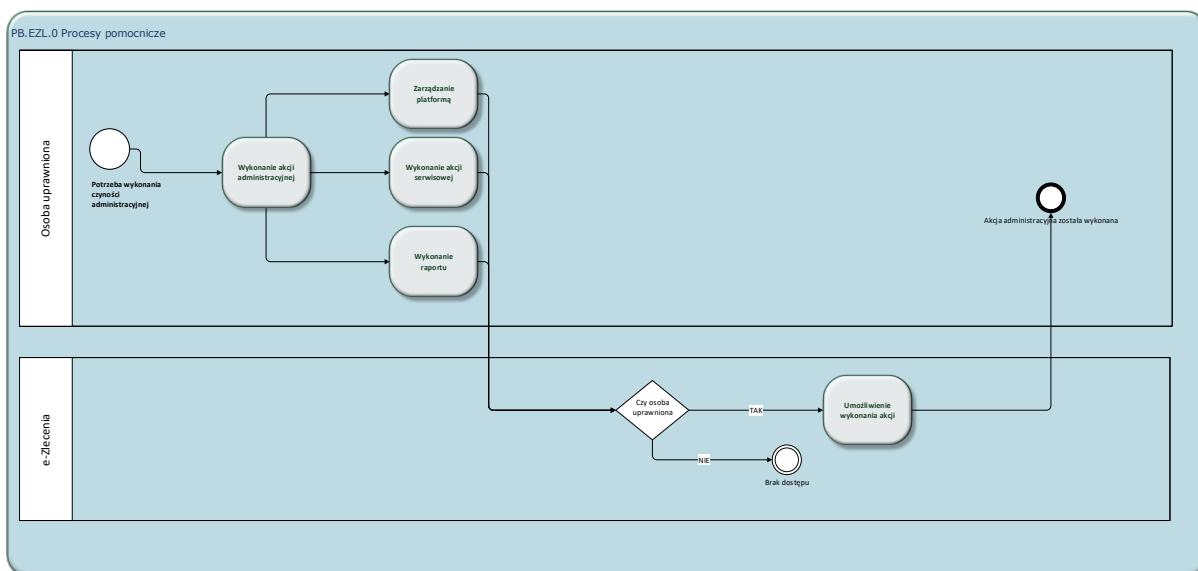 PB.EZL.0 Procesy pomocnicze
Osoba uprawniona
Potrzeba wykonania
czyności
administracyjnej
Wykonanie akcji
administracyjnej
Zarządzanie
platformą
Wykonanie akcji
serwisowej
Wykonanie
raportu
Akcja administracyjna została wykonana
e-Zlecenia
Czy osoba
uprawniona
TAK
Umożliwienie
wykonania akcji
NIE
Brak dostępu